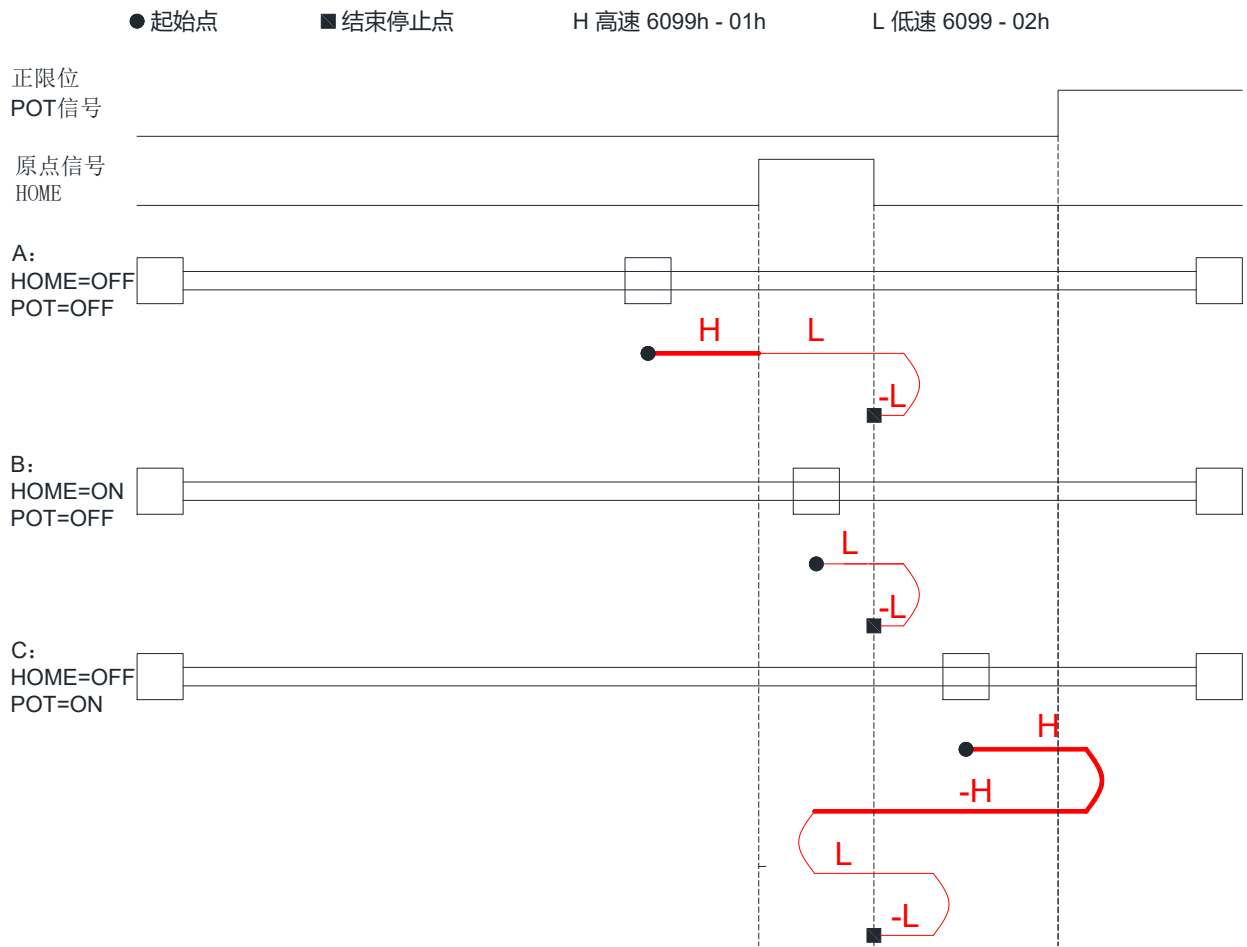 起始点
结束停止点
H 高速 6099h - 01h
L 低速 6099 - 02h
正限位
POT信号
原点信号
HOME
A：
HOME=OFF
POT=OFF
H
L
-L
B：
HOME=ON
POT=OFF
L
-L
C：
HOME=OFF
POT=ON
H
-H
L
-L